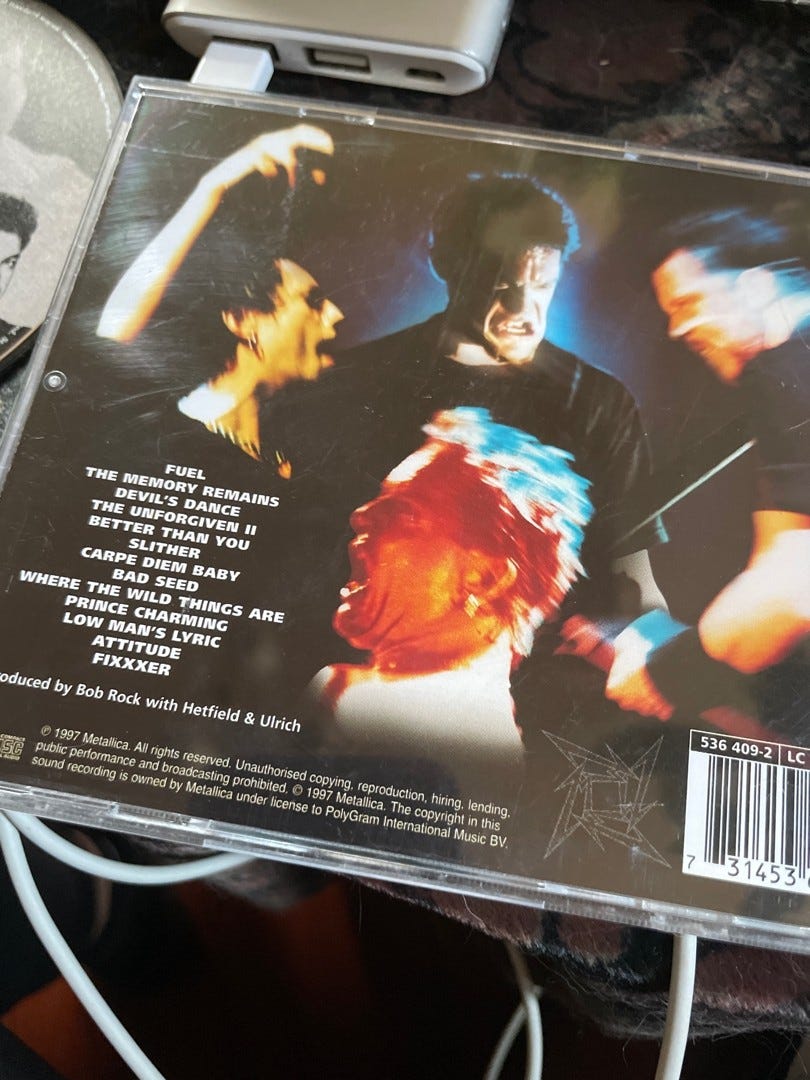 FUEL
THE MEMORY REMAINS
DEVIL'S DANCE
THE UNFORGIVEN II
BETTER THAN YOU
SLITHER
CARPE DIEM BABY
BAD SEED
WHERE THE WILD THINGS ARE
PRINCE CHARMING
LOW MAN'S LYRIC
ATTITUDE
FIXXXER
oduced by Bob Rock with Hetfield & Ulrich
℗ 1997 Metallica. All rights reserved. Unauthorised copying, reproduction, hiring, lending,
public performance and broadcasting prohibited. © 1997 Metallica. The copyright in this
sound recording is owned by Metallica under license to PolyGram International Music BV.
536 409-2 LC
7 31453